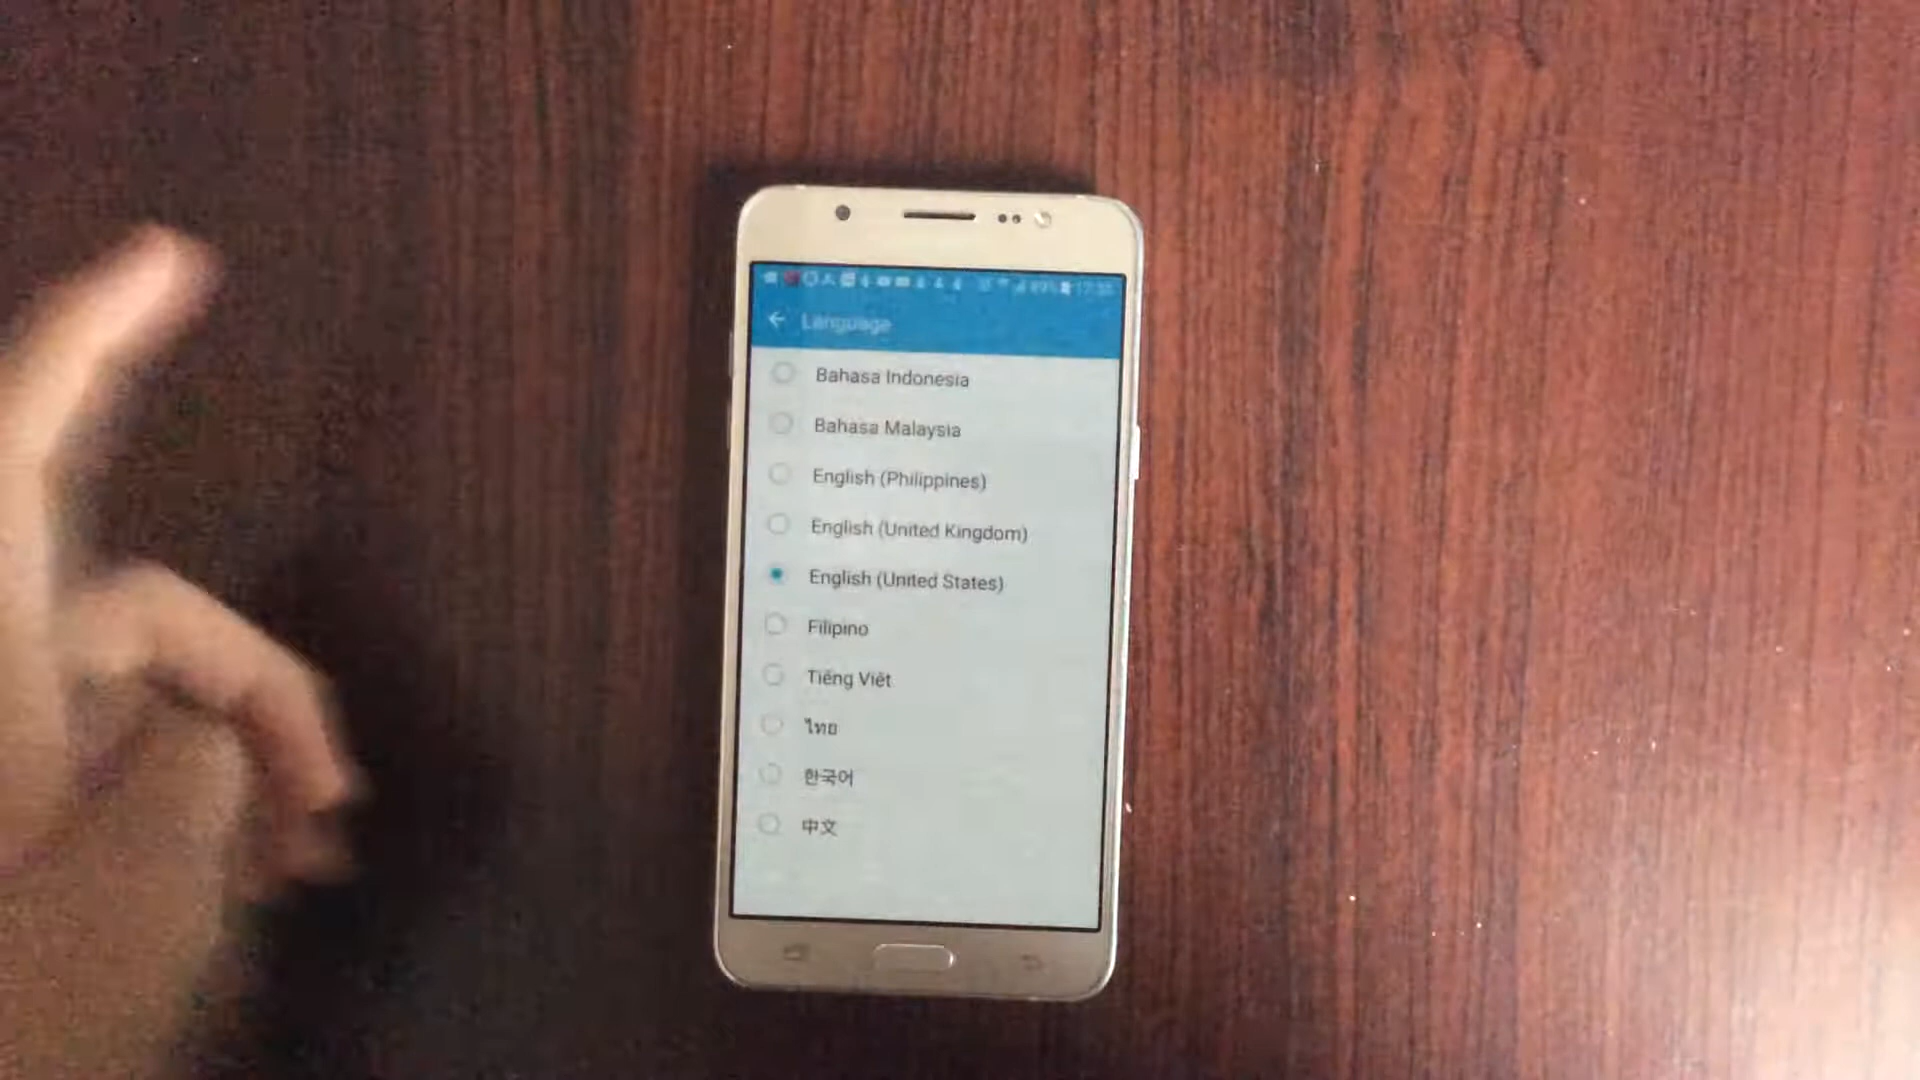 Language
Bahasa Indonesia
Bahasa Malaysia
English (Philippines)
English (United Kingdom)
English (United States)
Filipino
Tiếng Việt
ไทย
한국어
中文